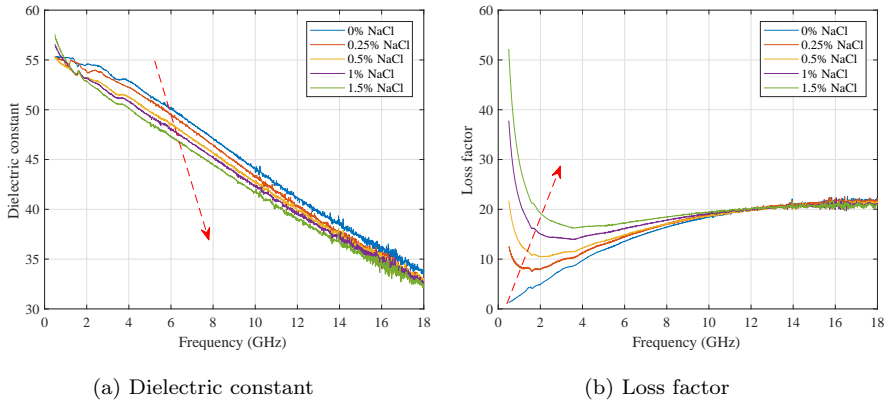 60
55
50
45
40
35
30
0
2
4
6
8
10
12
14
16
18
Dielectric constant
Frequency (GHz)
0% NaCl
0.25% NaCl
0.5% NaCl
1% NaCl
1.5% NaCl
(a) Dielectric constant
60
50
40
30
20
10
0
0
2
4
6
8
10
12
14
16
18
Loss factor
Frequency (GHz)
0% NaCl
0.25% NaCl
0.5% NaCl
1% NaCl
1.5% NaCl
(b) Loss factor